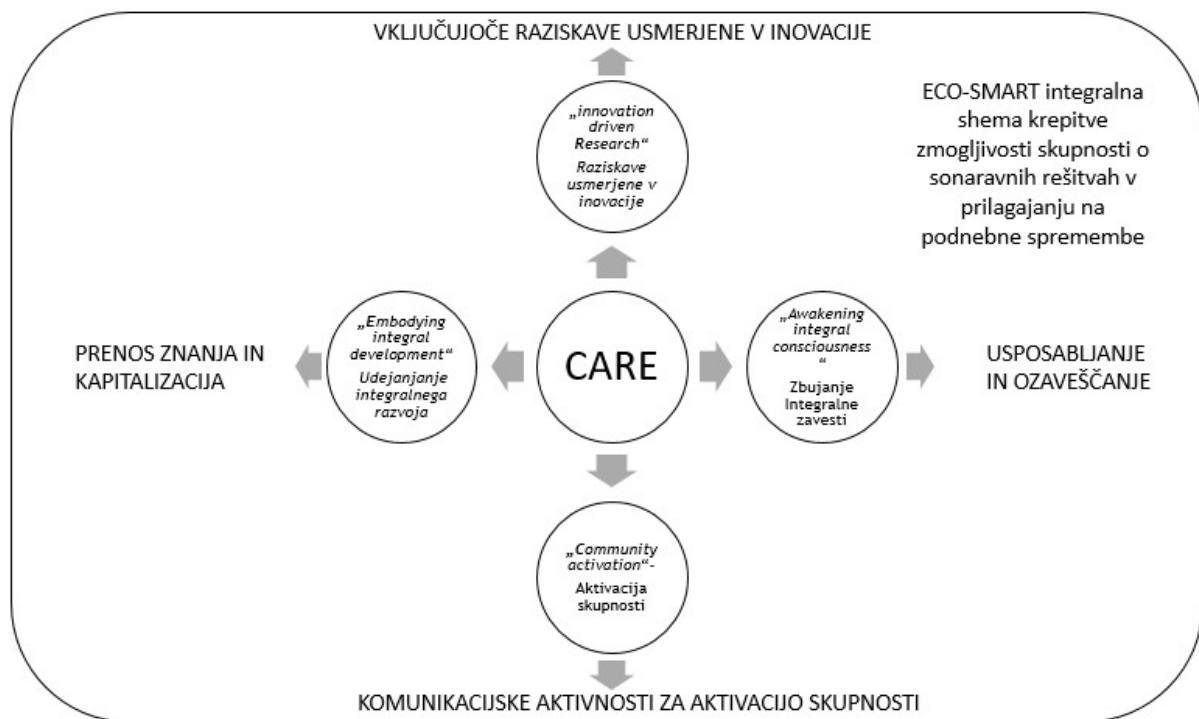 VKLJUČUJOČE RAZISKAVE USMERJENE V INOVACIJE
„innovation
driven
Research“
Raziskave
usmerjene v
inovacije
ECO-SMART integralna
shema krepitve
zmogljivosti skupnosti o
sonaravnih rešitvah v
prilagajanju na
podnebne spremembe
PRENOS ZNANJA IN
KAPITALIZACIJA
„Embodying
integral
development“
Udejanjanje
integralnega
razvoja
CARE
„Awakening
integral
consciousness
“
Zbujanje
Integralne
zavesti
USPOSABLJANJE
IN OZAVEŠČANJE
„Community
activation“-
Aktivacija
skupnosti
KOMUNIKACIJSKE AKTIVNOSTI ZA AKTIVACIJO SKUPNOSTI